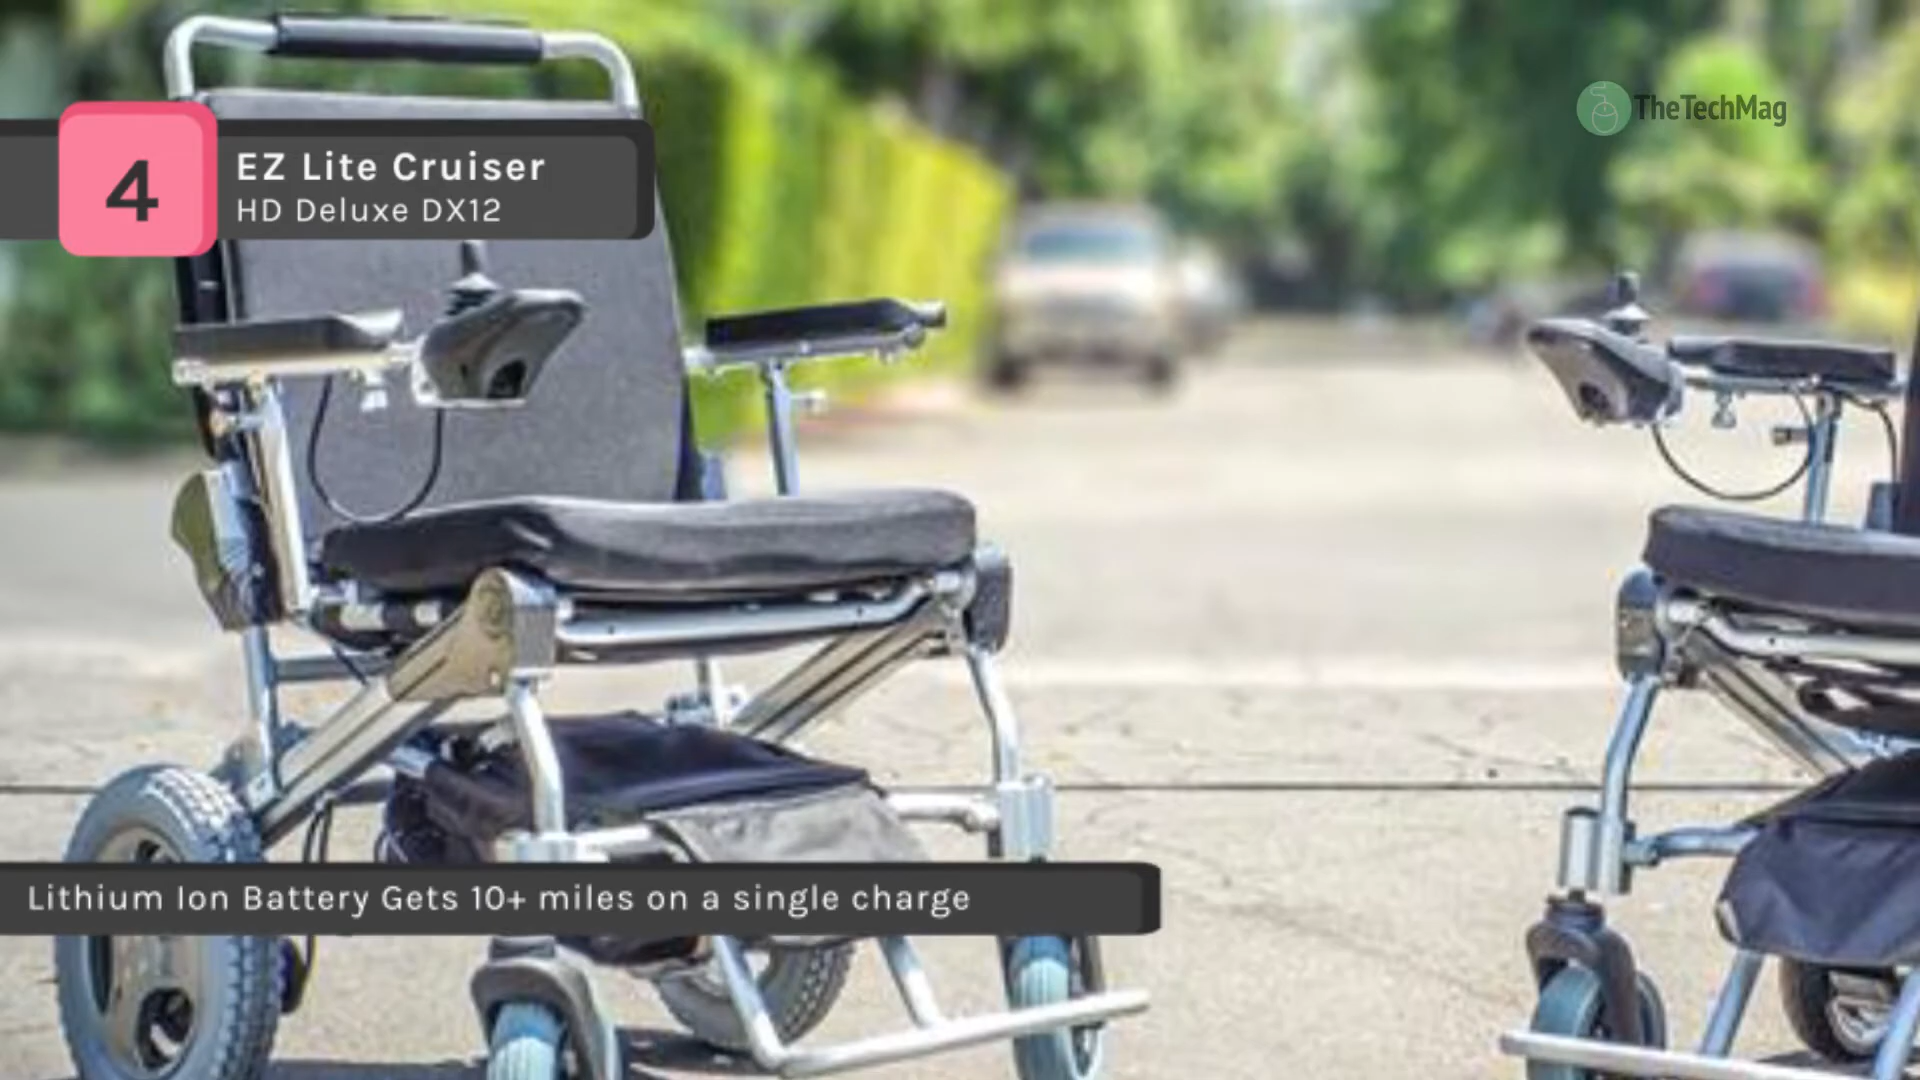 TheTechMag
4
EZ Lite Cruiser
HD Deluxe DX12
Lithium Ion Battery Gets 10+ miles on a single charge